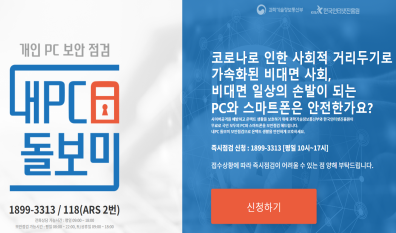 개인 PC 보안 점검
내PC
돌보미
1899-3313 / 118(ARS 2번)
과학기술정보통신부
한국인터넷진흥원
코로나로 인한 사회적 거리두기로
가속화된 비대면 사회,
비대면 일상의 손발이 되는
PC와 스마트폰은 안전한가요?
즉시점검 신청 : 1899-3313 [평일 10시~17시]
접수상황에 따라 즉시점검이 어려울 수 있는 점 양해 부탁드립니다.
신청하기